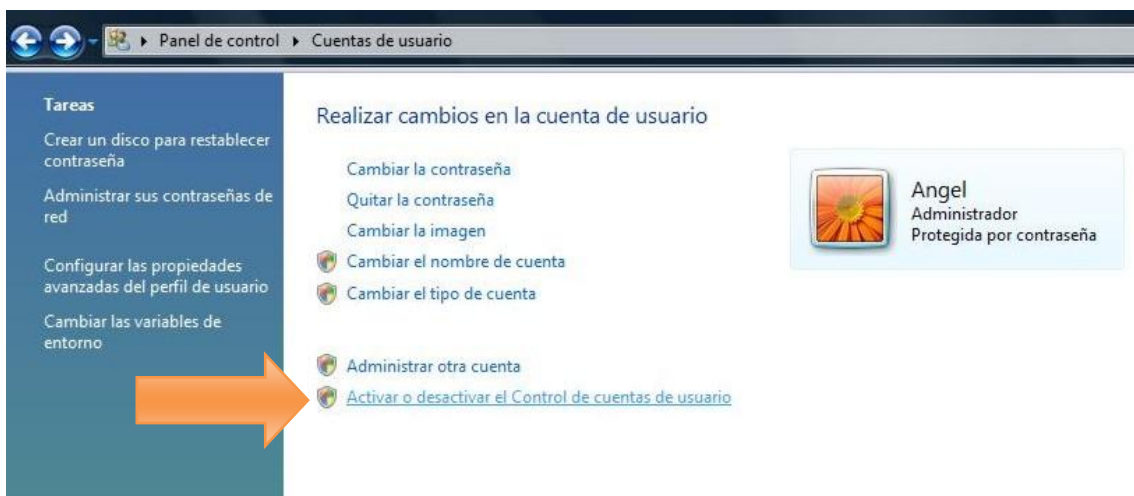 Panel de control ▸ Cuentas de usuario
Tareas
Crear un disco para restablecer
contraseña
Administrar sus contraseñas de
red
Configurar las propiedades
avanzadas del perfil de usuario
Cambiar las variables de
entorno
Realizar cambios en la cuenta de usuario
Cambiar la contraseña
Quitar la contraseña
Cambiar la imagen
Cambiar el nombre de cuenta
Cambiar el tipo de cuenta
Administrar otra cuenta
Activar o desactivar el Control de cuentas de usuario
Angel
Administrador
Protegida por contraseña